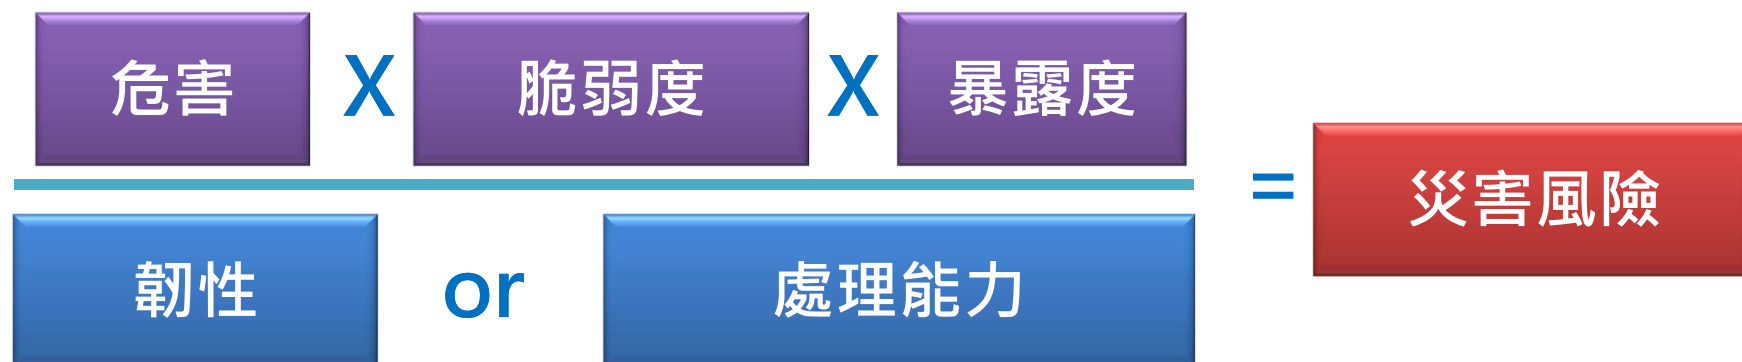 危害 X 脆弱度 X 暴露度
= 災害風險
韌性 or 處理能力